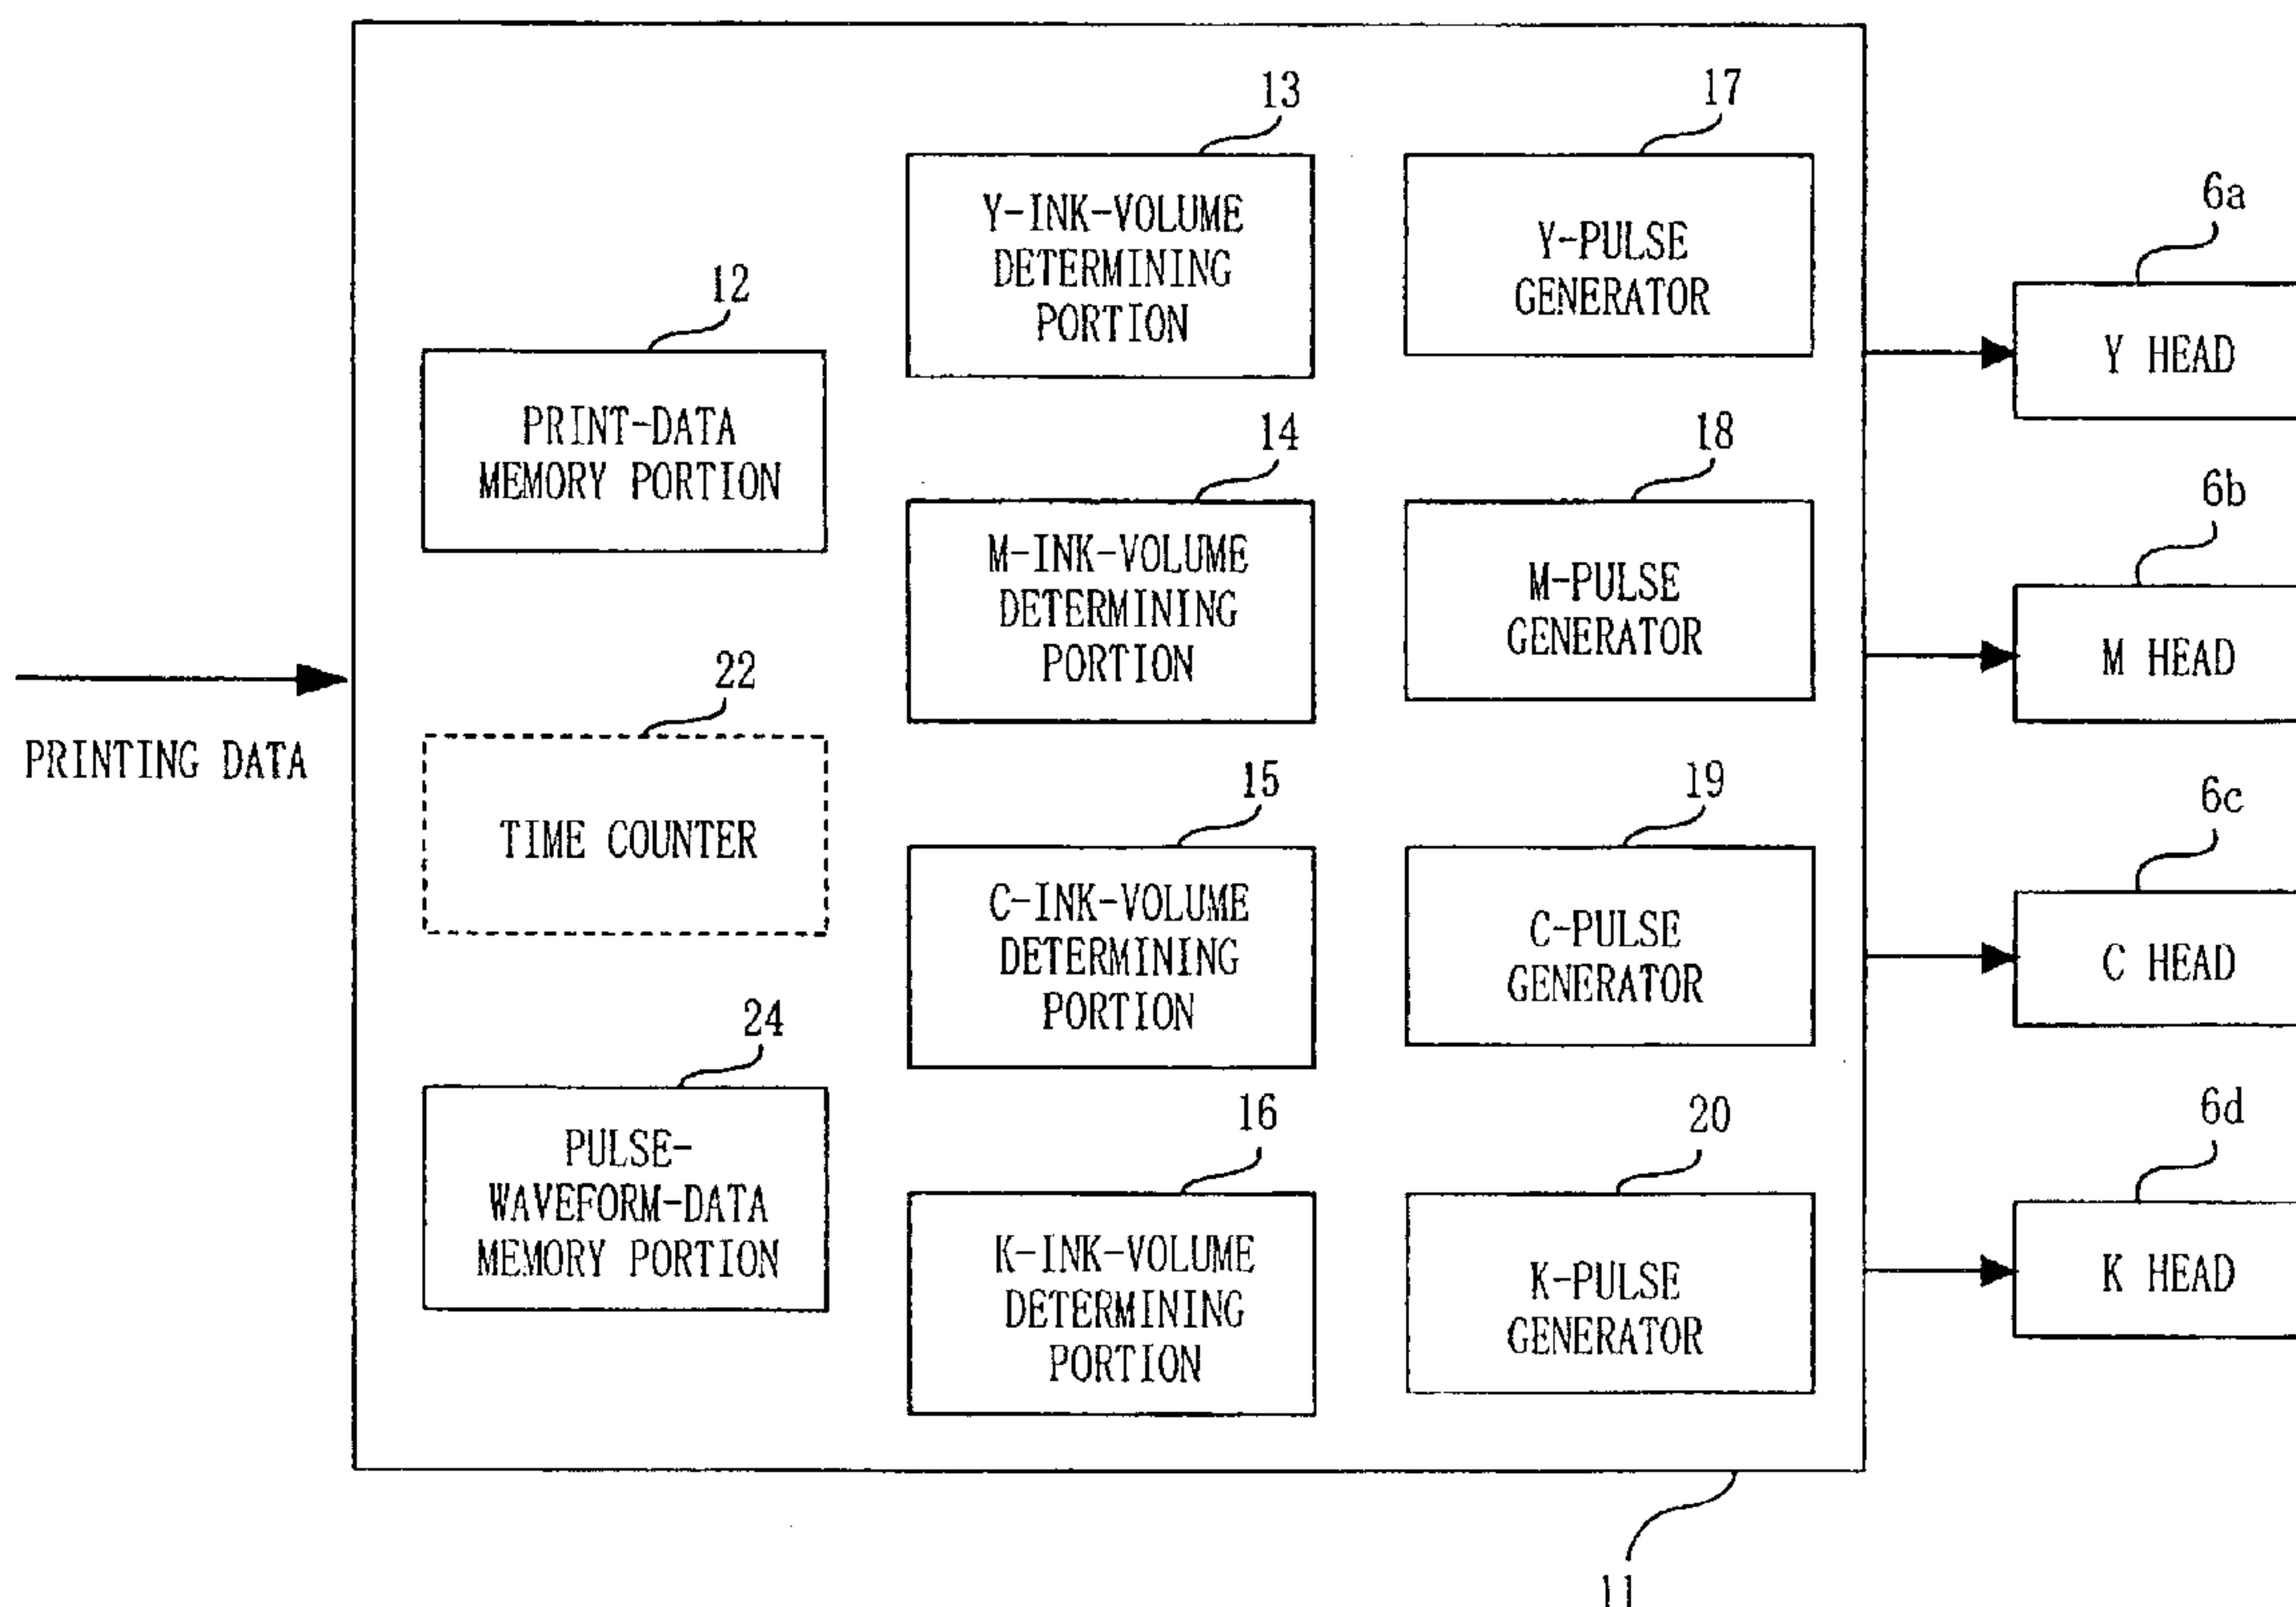 13
17
Y-INK-VOLUME
DETERMINING
PORTION
Y-PULSE
GENERATOR
6a
Y HEAD
12
PRINT-DATA
MEMORY PORTION
14
M-INK-VOLUME
DETERMINING
PORTION
18
M-PULSE
GENERATOR
6b
M HEAD
PRINTING DATA
22
TIME COUNTER
15
C-INK-VOLUME
DETERMINING
PORTION
19
C-PULSE
GENERATOR
6c
C HEAD
24
PULSE-
WAVEFORM-DATA
MEMORY PORTION
16
K-INK-VOLUME
DETERMINING
PORTION
20
K-PULSE
GENERATOR
6d
K HEAD
11